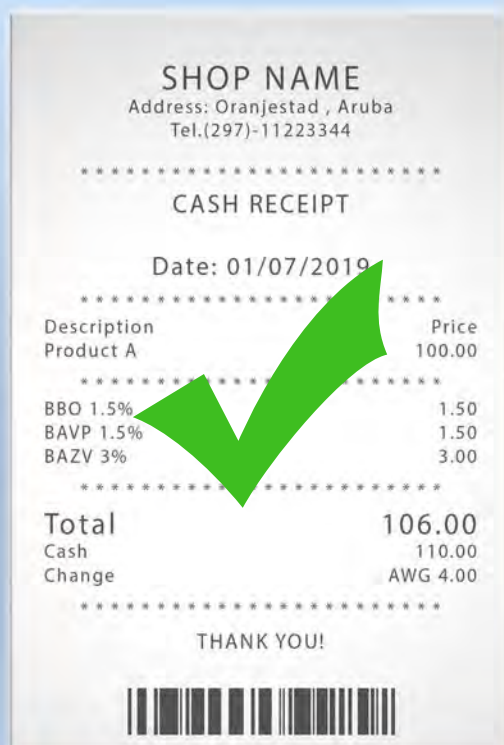 SHOP NAME
Address: Oranjestad , Aruba
Tel.(297)-11223344
* * * * * * * * * * * * * * * * * * * * * * * *
CASH RECEIPT
Date: 01/07/2019
* * * * * * * * * * * * * * * * * * * * * * * *
Description Price
Product A 100.00
* * * * * * * * * * * * * * * * * * * * * * * *
BBO 1.5% 1.50
BAVP 1.5% 1.50
BAZV 3% 3.00
* * * * * * * * * * * * * * * * * * * * * * * *
Total 106.00
Cash 110.00
Change AWG 4.00
* * * * * * * * * * * * * * * * * * * * * * * *
THANK YOU!